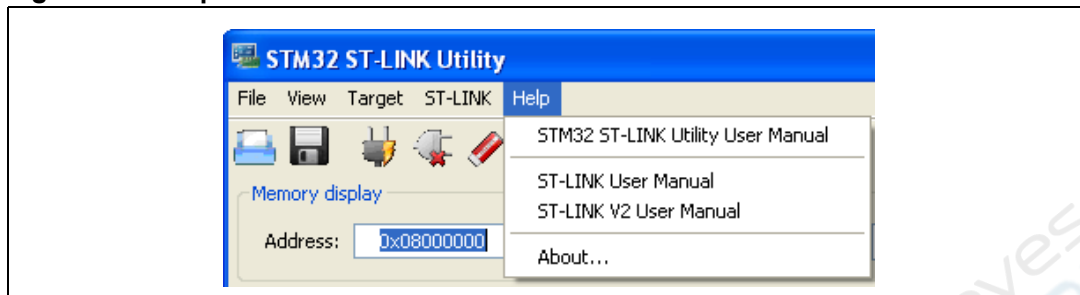 STM32 ST-LINK Utility
File View Target ST-LINK Help
STM32 ST-LINK Utility User Manual
ST-LINK User Manual
ST-LINK V2 User Manual
About...
Memory display
Address: 0x08000000